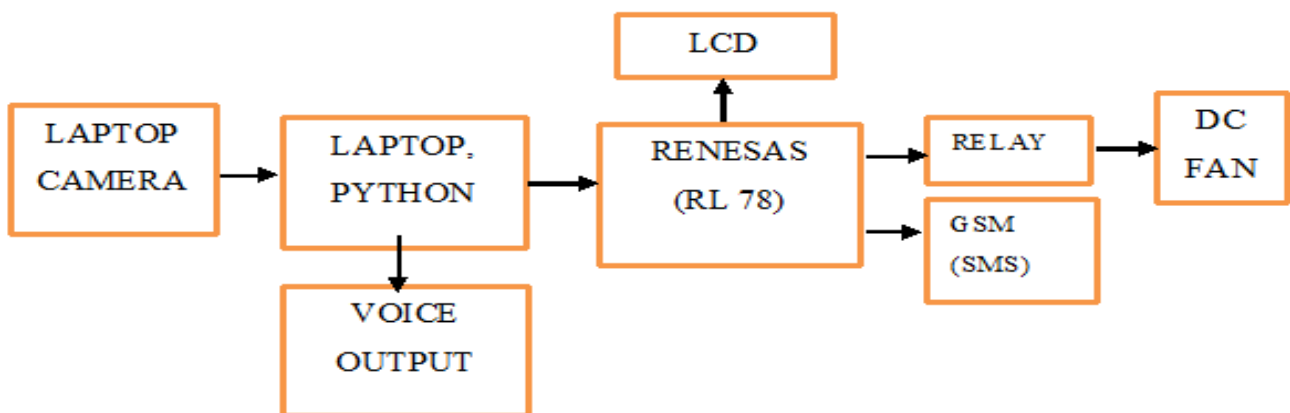 LCD
LAPTOP
CAMERA
LAPTOP,
PYTHON
RENESAS
(RL 78)
RELAY
DC
FAN
GSM
(SMS)
VOICE
OUTPUT